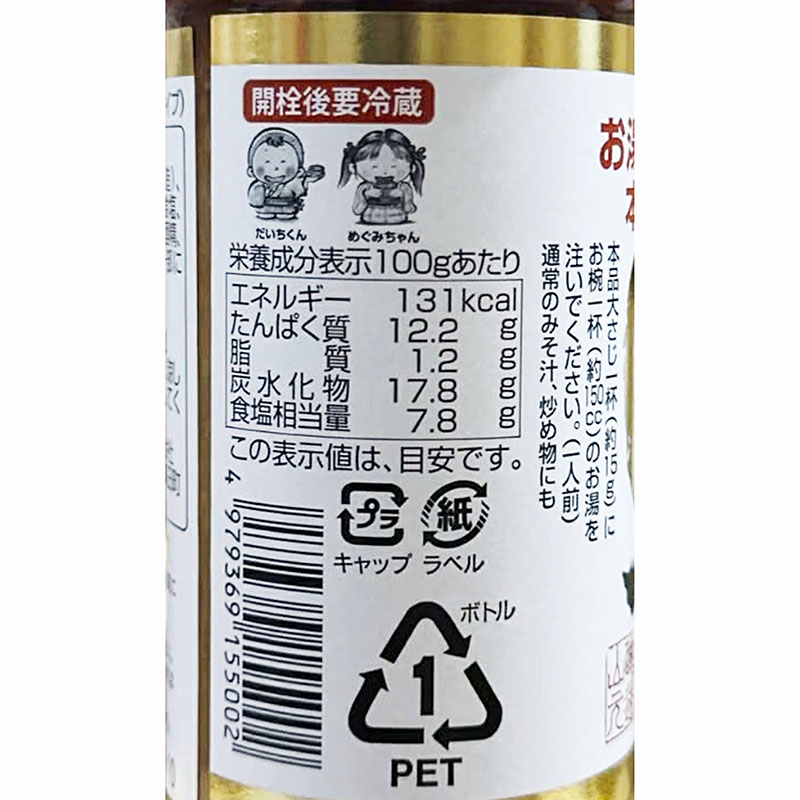 開栓後要冷蔵
だいちくん
めぐみちゃん
栄養成分表示100gあたり
エネルギー 131kcal
たんぱく質 12.2 g
脂質 1.2 g
炭水化物 17.8 g
食塩相当量 7.8 g
この表示値は、目安です。
プラ
キャップ
紙
ラベル
ボトル
1
PET
4 979369 155002
本品大さじ一杯(約15g)に
お椀一杯(約150cc)のお湯を
注いでください。(一人前)
通常のみそ汁、炒め物にも
お湯